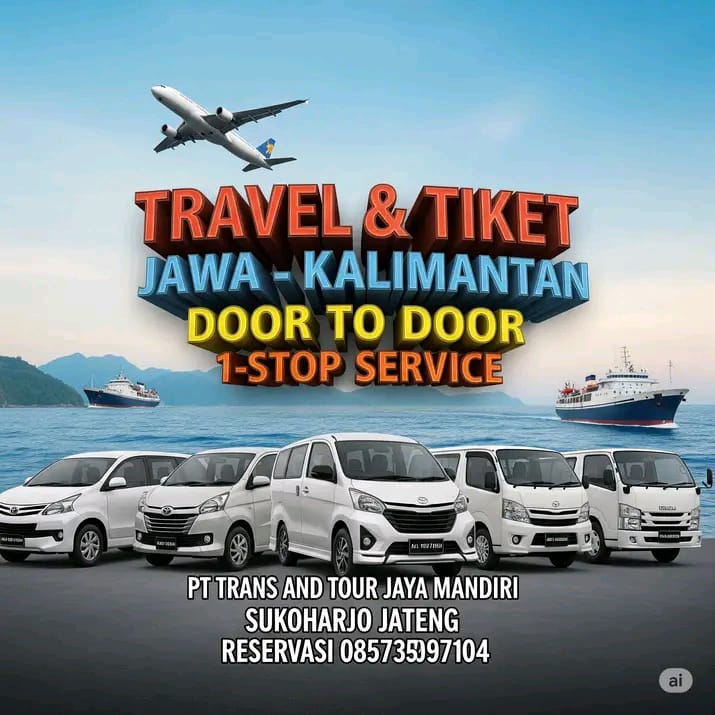 TRAVEL & TIKET
JAWA - KALIMANTAN
DOOR TO DOOR
1-STOP SERVICE
PT TRANS AND TOUR JAYA MANDIRI
SUKOHARJO JATENG
RESERVASI
ai